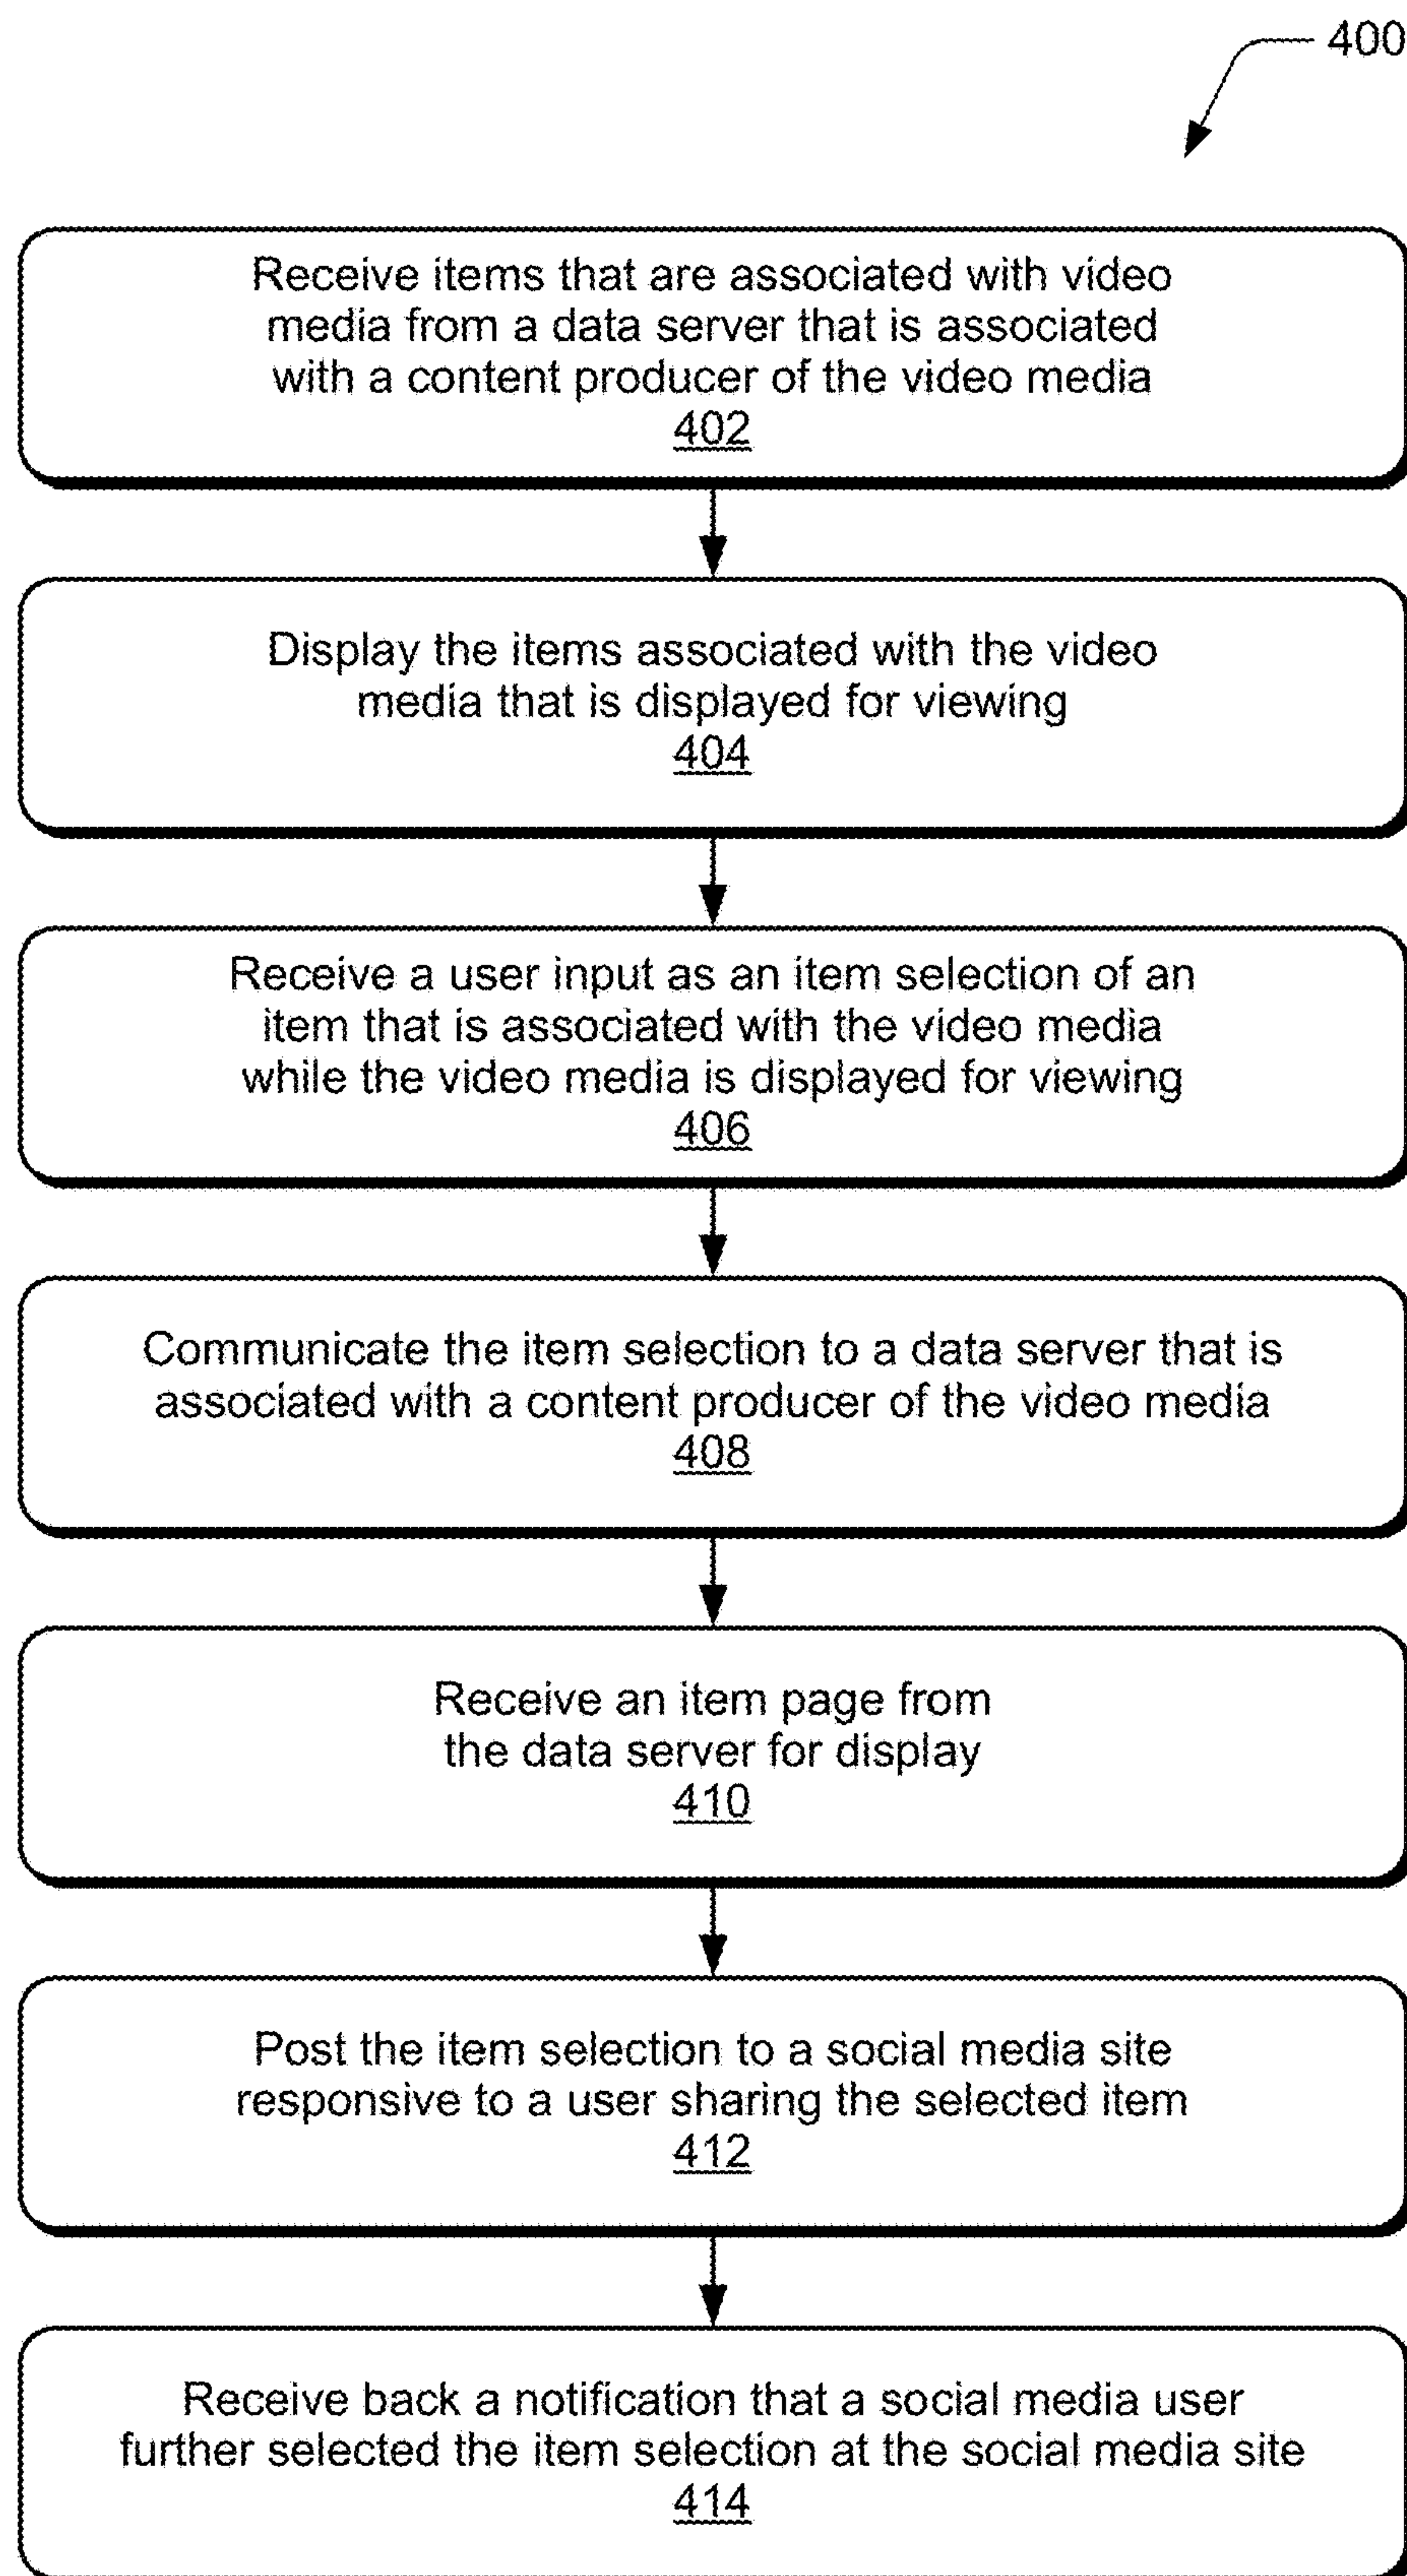 400
Receive items that are associated with video
media from a data server that is associated
with a content producer of the video media
402
Display the items associated with the video
media that is displayed for viewing
404
Receive a user input as an item selection of an
item that is associated with the video media
while the video media is displayed for viewing
406
Communicate the item selection to a data server that is
associated with a content producer of the video media
408
Receive an item page from
the data server for display
410
Post the item selection to a social media site
responsive to a user sharing the selected item
412
Receive back a notification that a social media user
further selected the item selection at the social media site
414